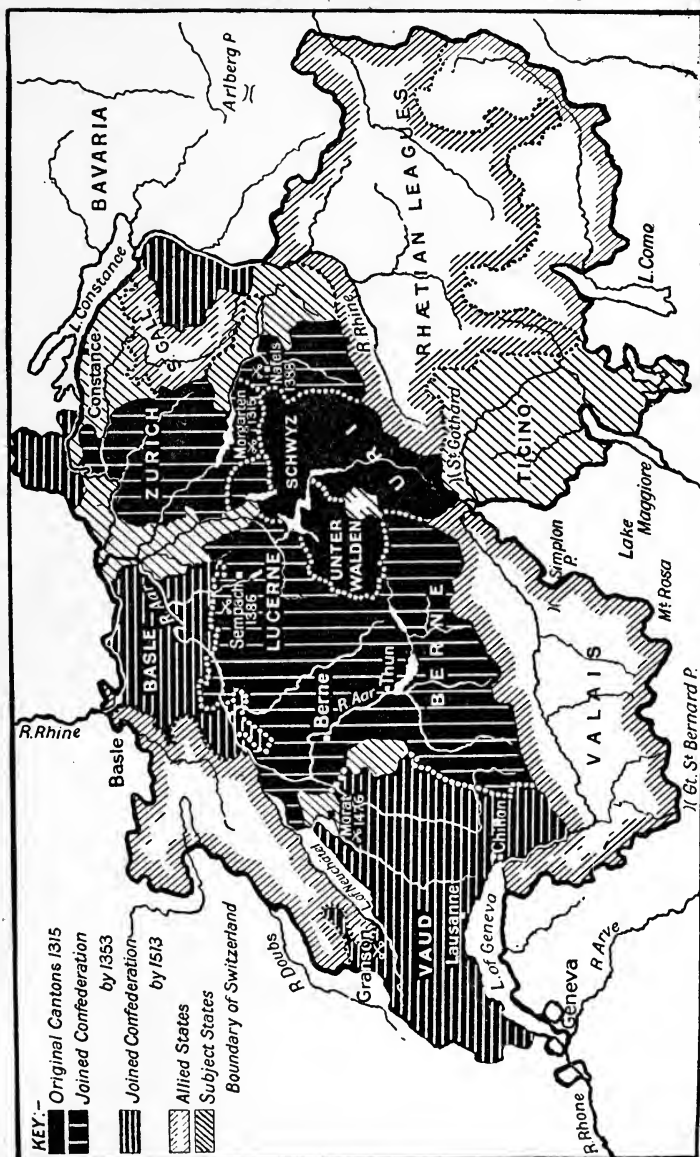 KEY:-
Original Cantons 1315
Joined Confederation
by 1353
Joined Confederation
by 1513
Allied States
Subject States
Boundary of Switzerland
R. Rhine
Basle
BASLE
R. Aar
Constance
L. Constance
BAVARIA
Arlberg P
ZURICH
S. GALL
Morgarten
1315
Näfels
1388
R. Rhine
SCHWYZ
URI
UNTER
WALDEN
LUCERNE
Sempach
1386
Berne
R. Aar
Thun
BERNE
R. Doubs
Granson
L. of Neuchatel
Morat
1476
VAUD
Lausanne
Chillon
L. of Geneva
Geneva
R. Arve
R. Rhone
VALAIS
Gt. St Bernard P.
Mt. Rosa
Simplon
P.
Lake
Maggiore
St Gothard
TICINO
RHÆTIAN LEAGUES
L. Como